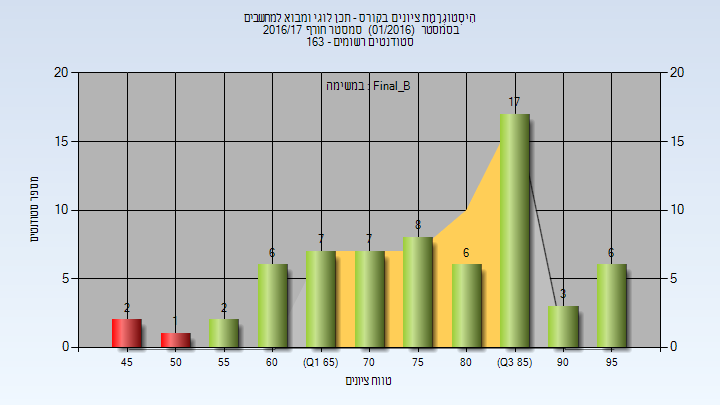 היסטוגרמת ציונים בקורס - תכן לוגי ומבוא למחשבים
בסמסטר (01/2016) סמסטר חורף 2016/17
סטודנטים רשומים - 163
במשימה : Final_B
מספר סטודנטים
20 20
15 15
10 10
5 5
0 0
2 1 2 6 7 7 8 6 17 3 6
45 50 55 60 (Q1 65) 70 75 80 (Q3 85) 90 95
טווח ציונים